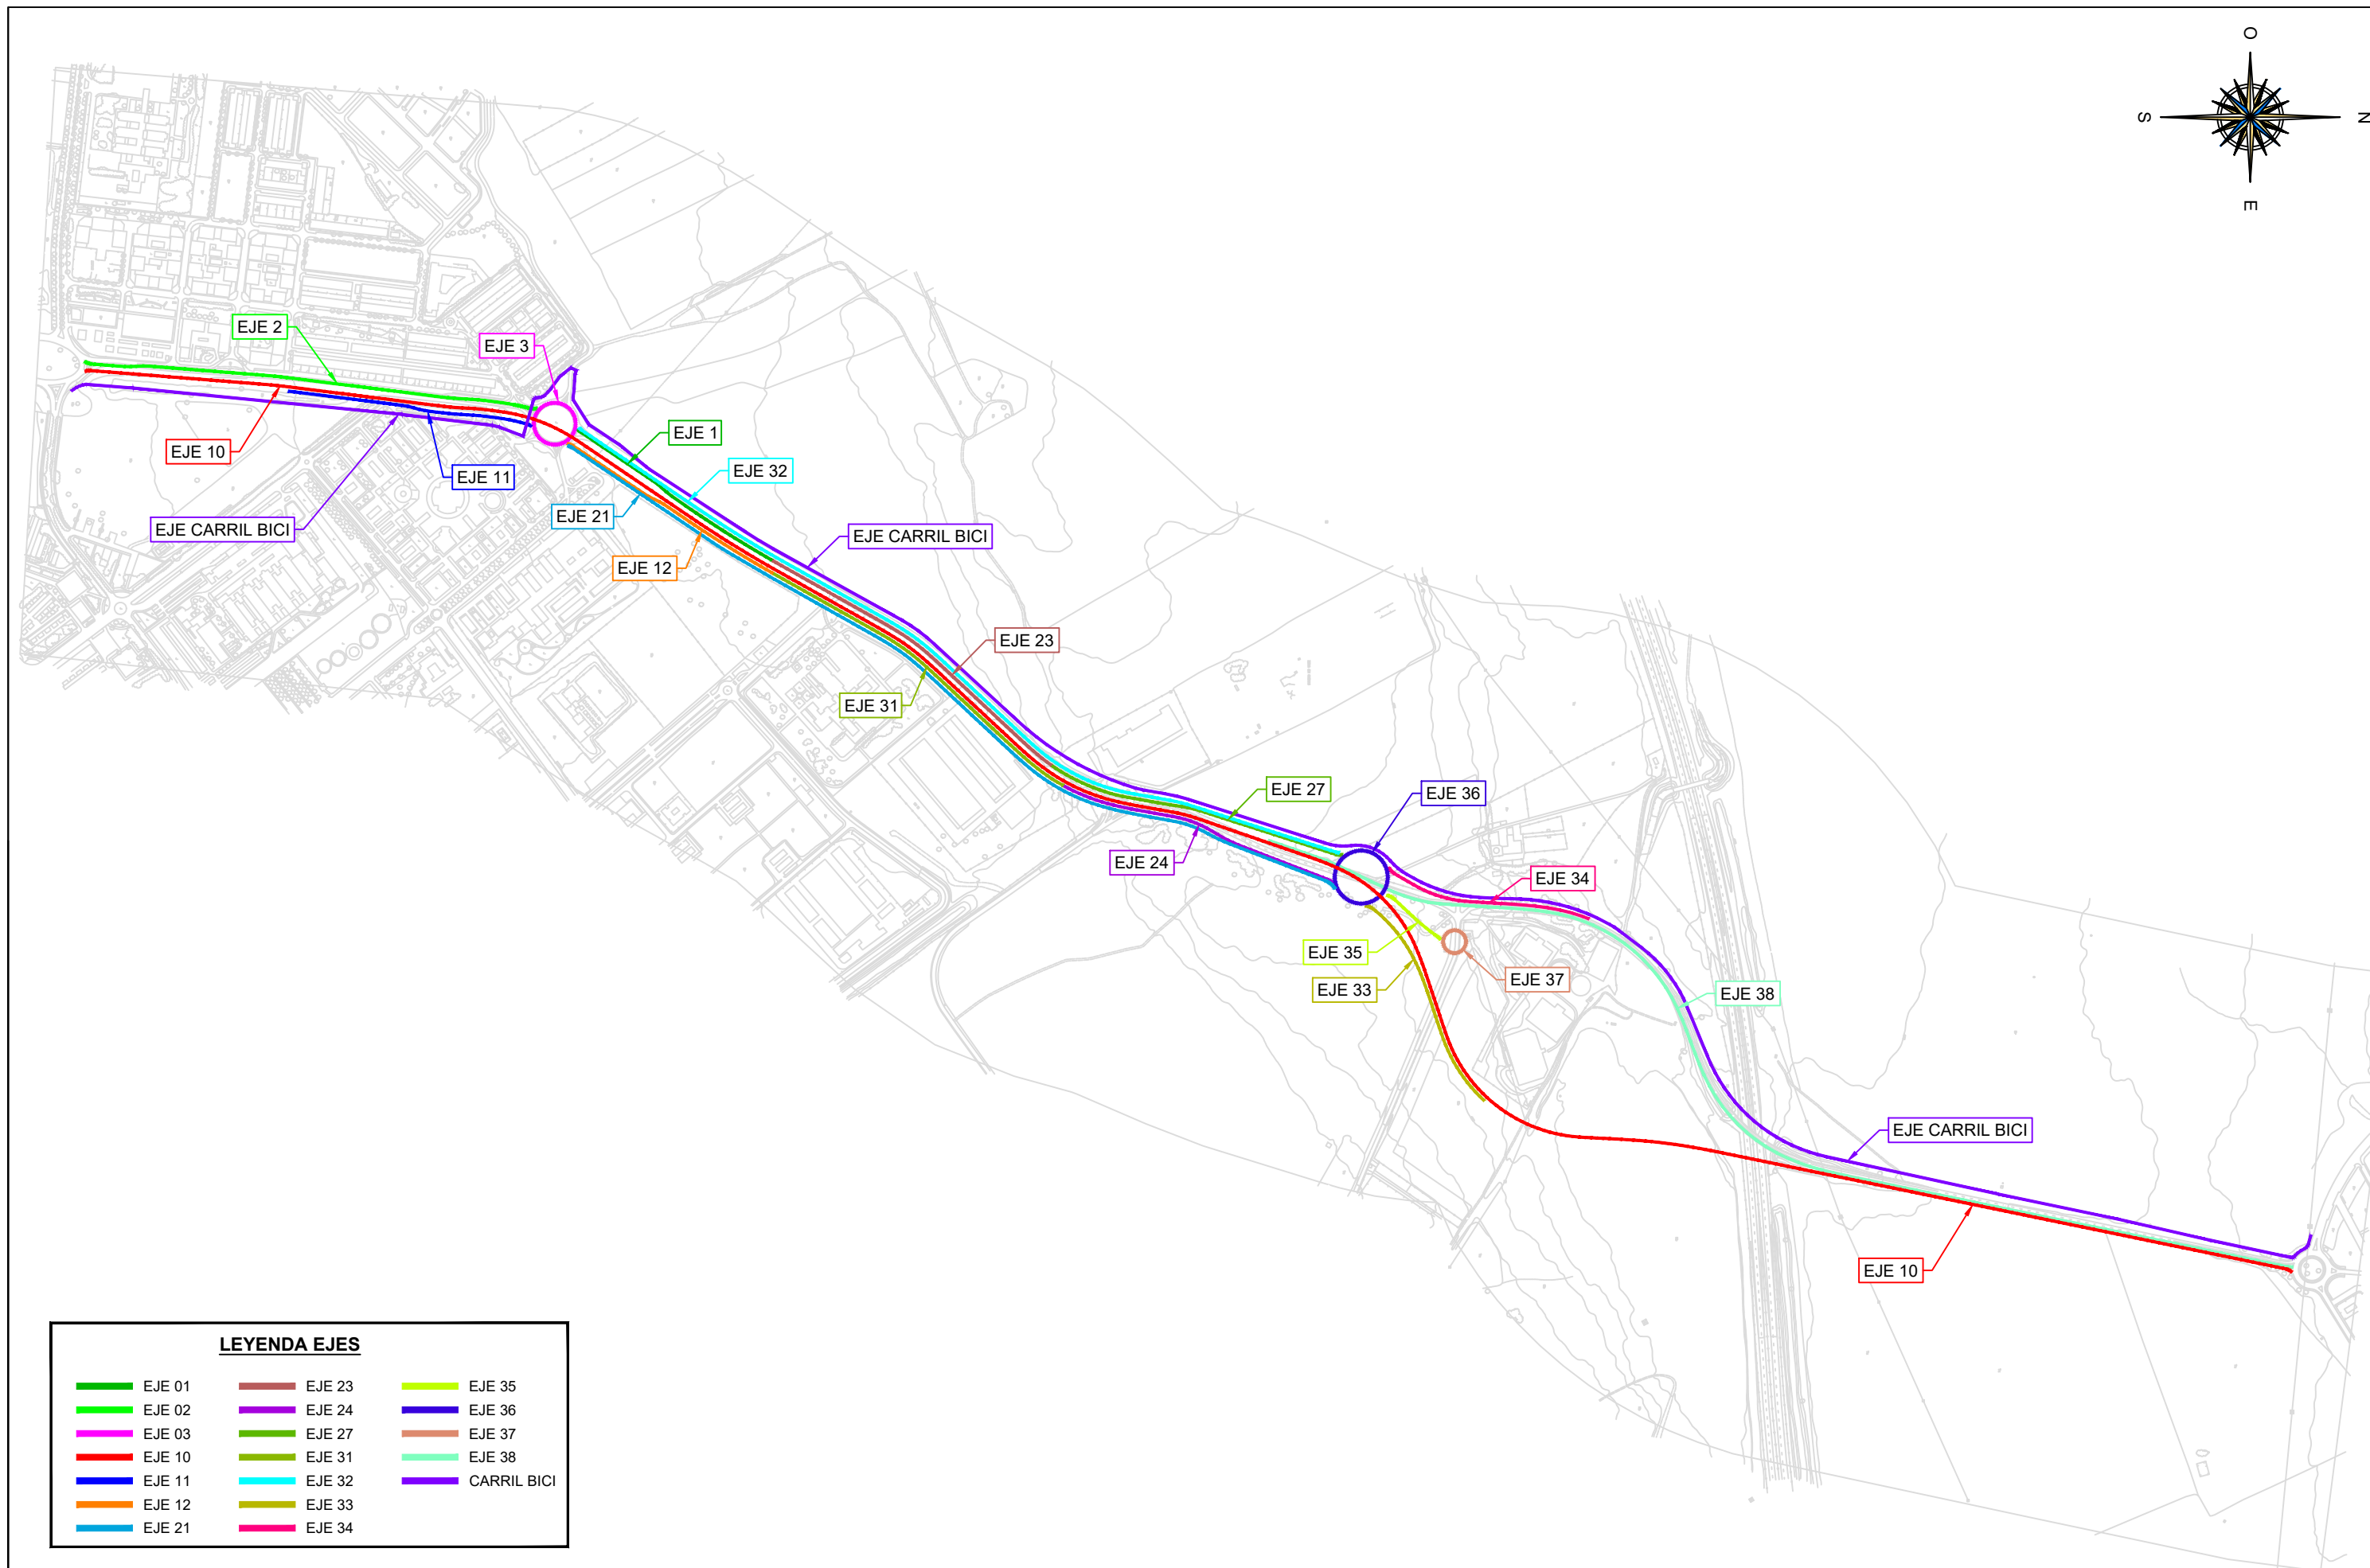 O
S
N
E
EJE 2
EJE 3
EJE 10
EJE 1
EJE 32
EJE 11
EJE 21
EJE CARRIL BICI
EJE CARRIL BICI
EJE 12
EJE 23
EJE 31
EJE 27
EJE 36
EJE 24
EJE 34
EJE 35
EJE 37
EJE 33
EJE 38
EJE CARRIL BICI
EJE 10
LEYENDA EJES
EJE 01
EJE 02
EJE 03
EJE 10
EJE 11
EJE 12
EJE 21
EJE 23
EJE 24
EJE 27
EJE 31
EJE 32
EJE 33
EJE 34
EJE 35
EJE 36
EJE 37
EJE 38
CARRIL BICI